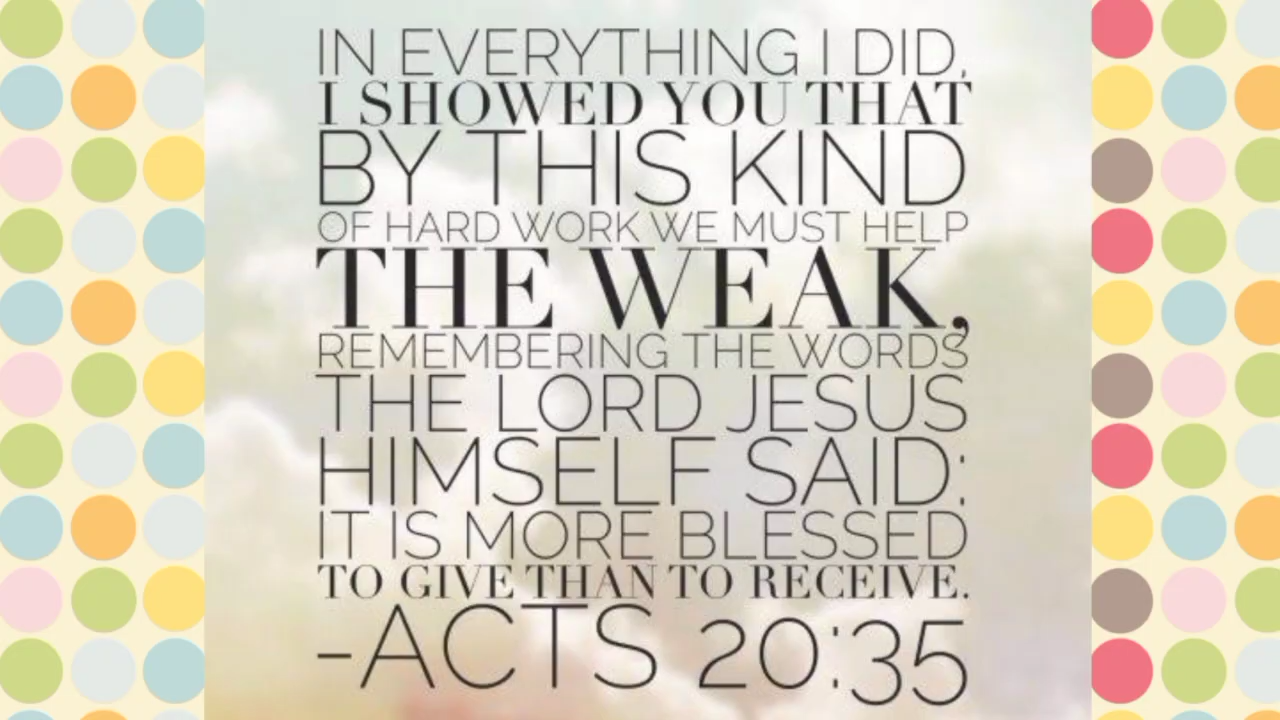 IN EVERYTHING I DID,
I SHOWED YOU THAT
BY THIS KIND
OF HARD WORK WE MUST HELP
THE WEAK,
REMEMBERING THE WORDS
THE LORD JESUS
HIMSELF SAID:
IT IS MORE BLESSED
TO GIVE THAN TO RECEIVE.
-ACTS 20:35